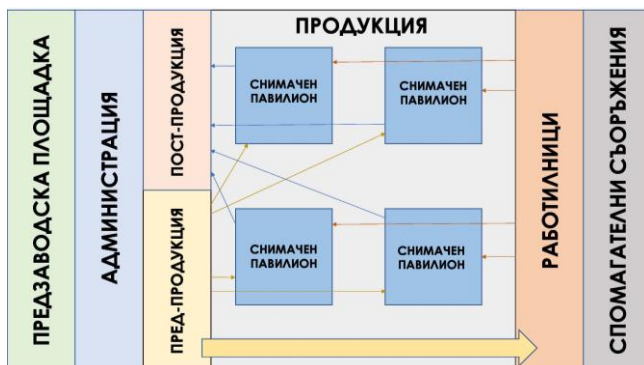 ПРЕДЗАВОДСКА ПЛОЩАДКА
АДМИНИСТРАЦИЯ
ПОСТ-ПРОДУКЦИЯ
ПРЕД-ПРОДУКЦИЯ
ПРОДУКЦИЯ
СНИМАЧЕН
ПАВИЛИОН
СНИМАЧЕН
ПАВИЛИОН
СНИМАЧЕН
ПАВИЛИОН
СНИМАЧЕН
ПАВИЛИОН
РАБОТИЛНИЦИ
СПОМАГАТЕЛНИ СЪОРЪЖЕНИЯ